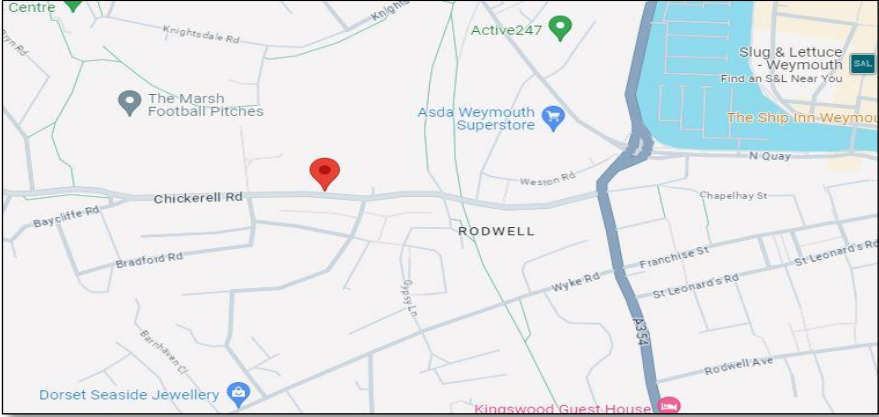 Centre
Knightsdale Rd
Active247
Slug & Lettuce
- Weymouth
Find an S&L Near You
S&L
The Marsh
Football Pitches
Asda Weymouth
Superstore
The Ship Inn Weymou
N Quay
Weston Rd
Chickerell Rd
Chapelhay St
Baycliffe Rd
RODWELL
Bradford Rd
Franchise St
St Leonard's Rd
Wyke Rd
St Leonard's Rd
Gypsy Ln
A354
Barnhaven Cl
Rodwell Ave
Dorset Seaside Jewellery
Kingswood Guest House